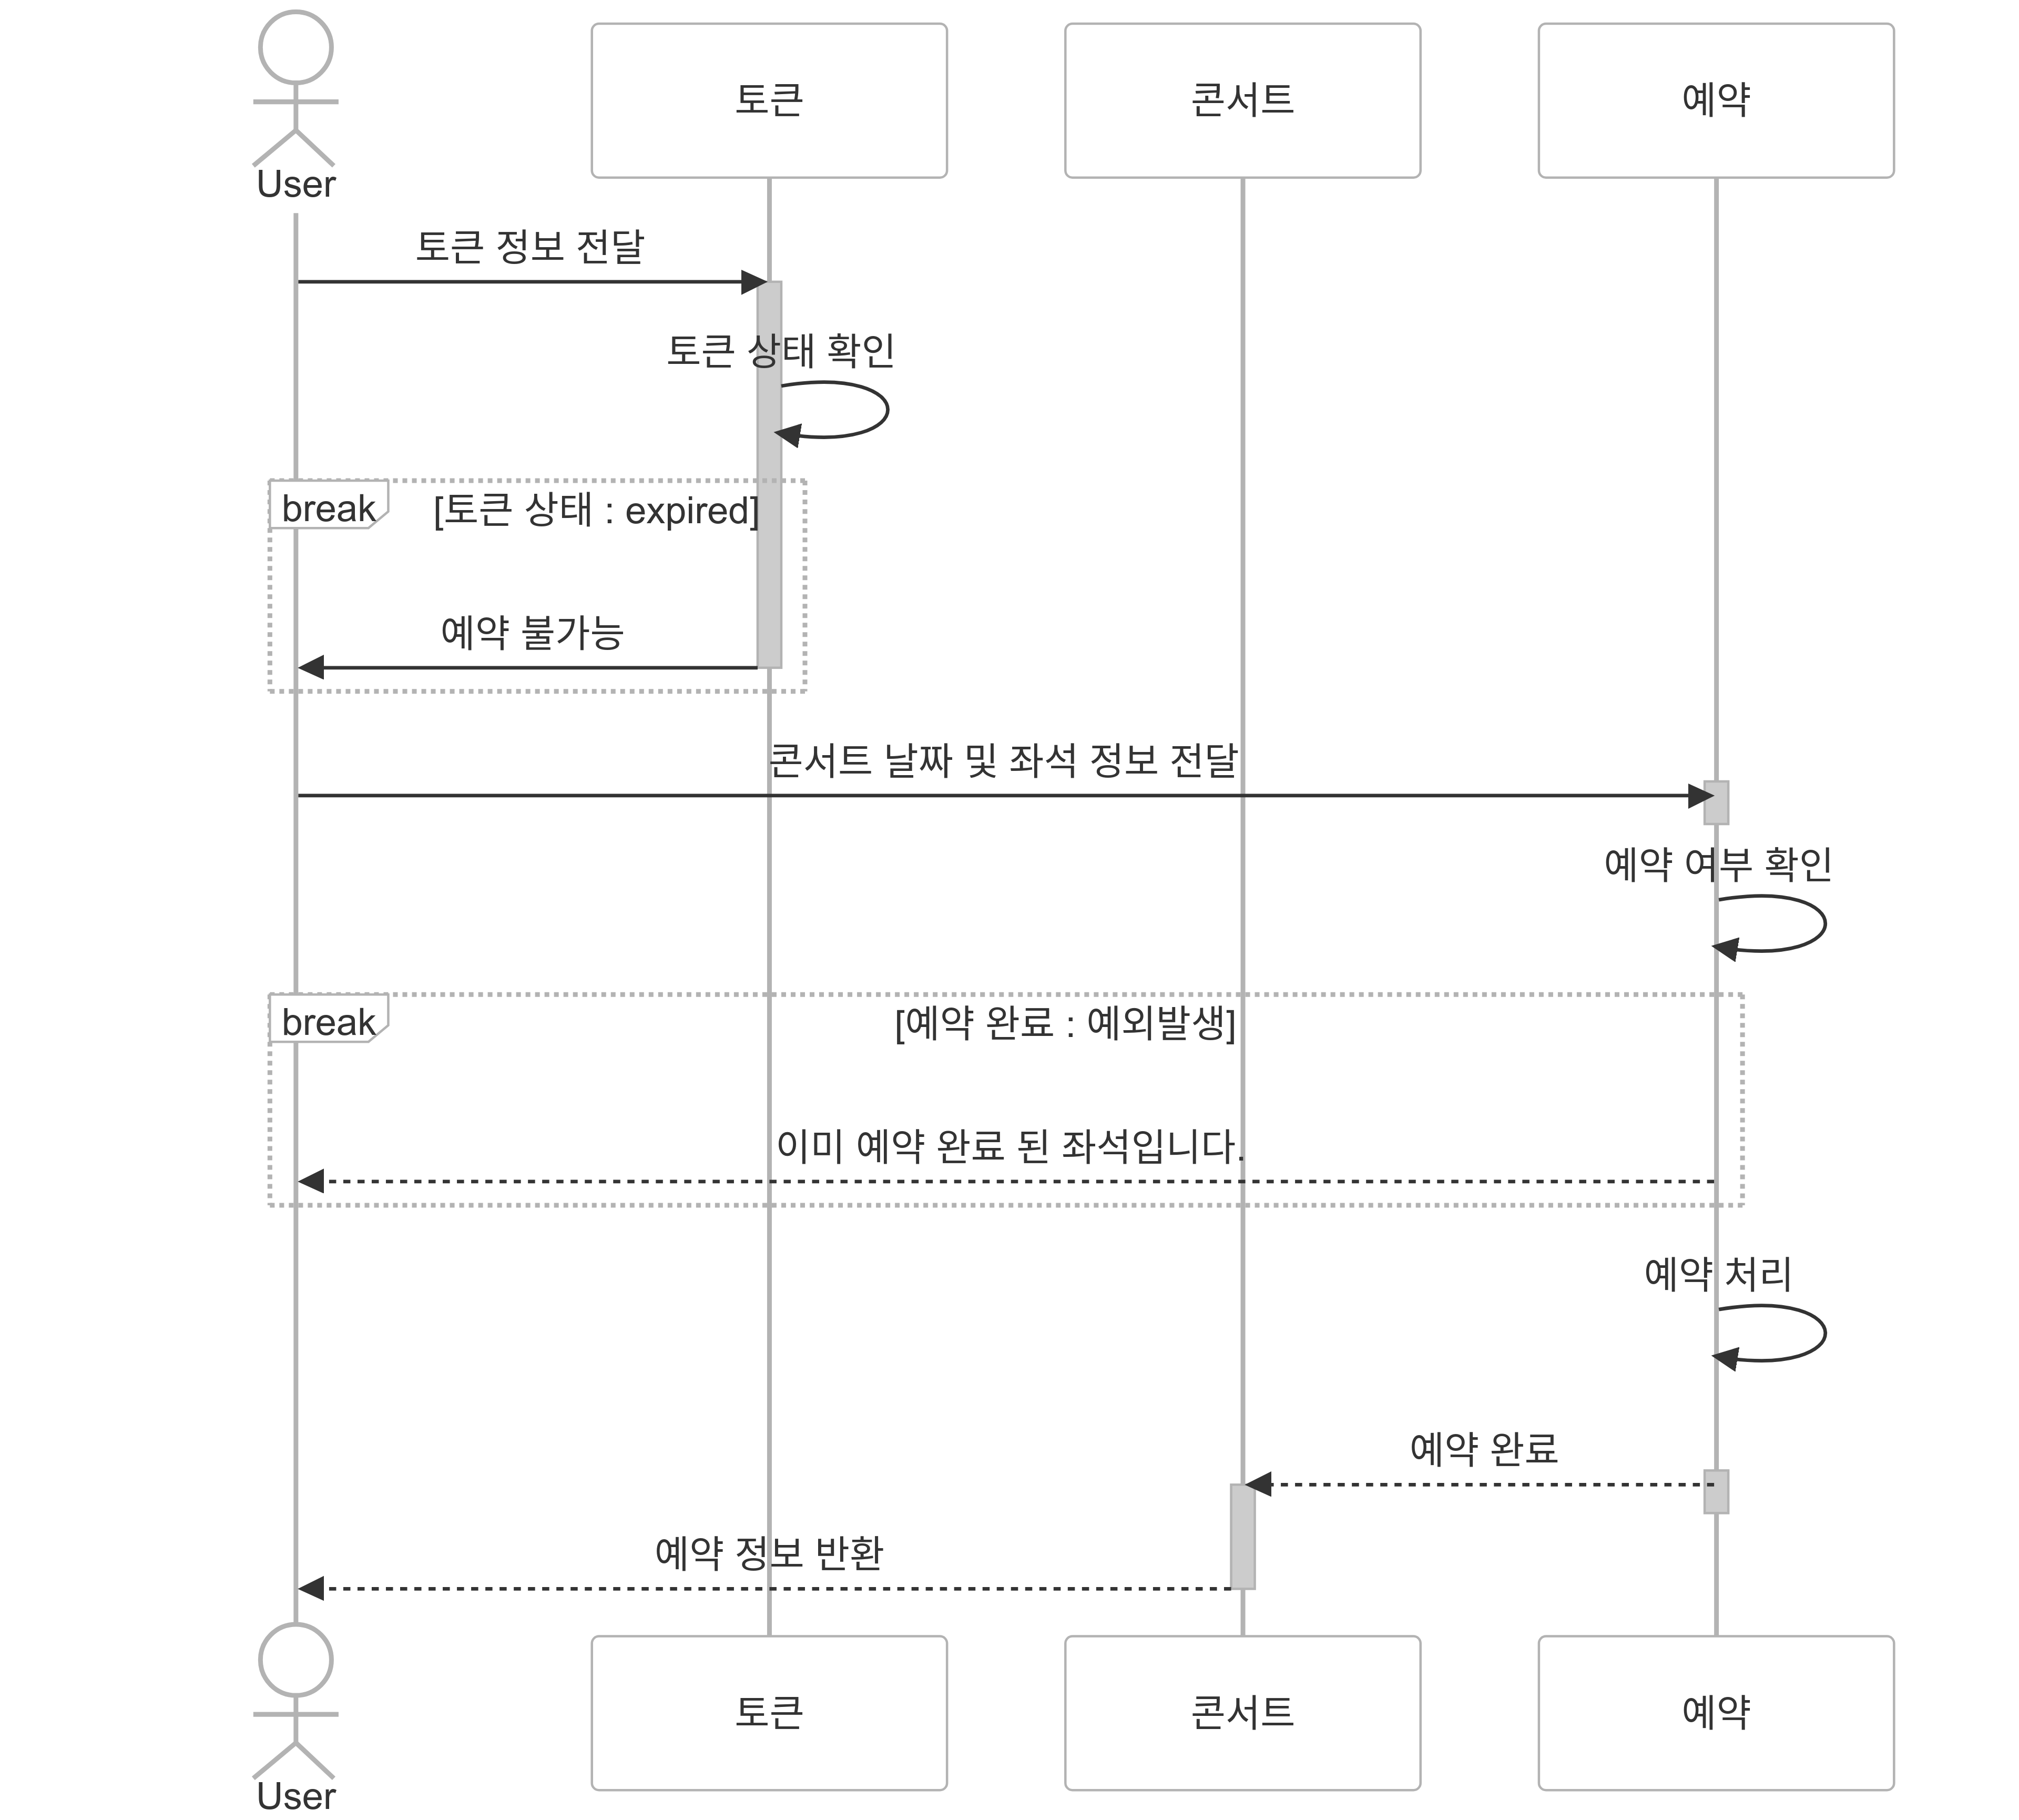 토큰
콘서트
예약
User
토큰 정보 전달
토큰 상태 확인
break
[토큰 상태 : expired]
예약 불가능
콘서트 날짜 및 좌석 정보 전달
예약 여부 확인
break
[예약 완료 : 예외발생]
이미 예약 완료 된 좌석입니다.
예약 처리
예약 완료
예약 정보 반환
토큰
콘서트
예약
User